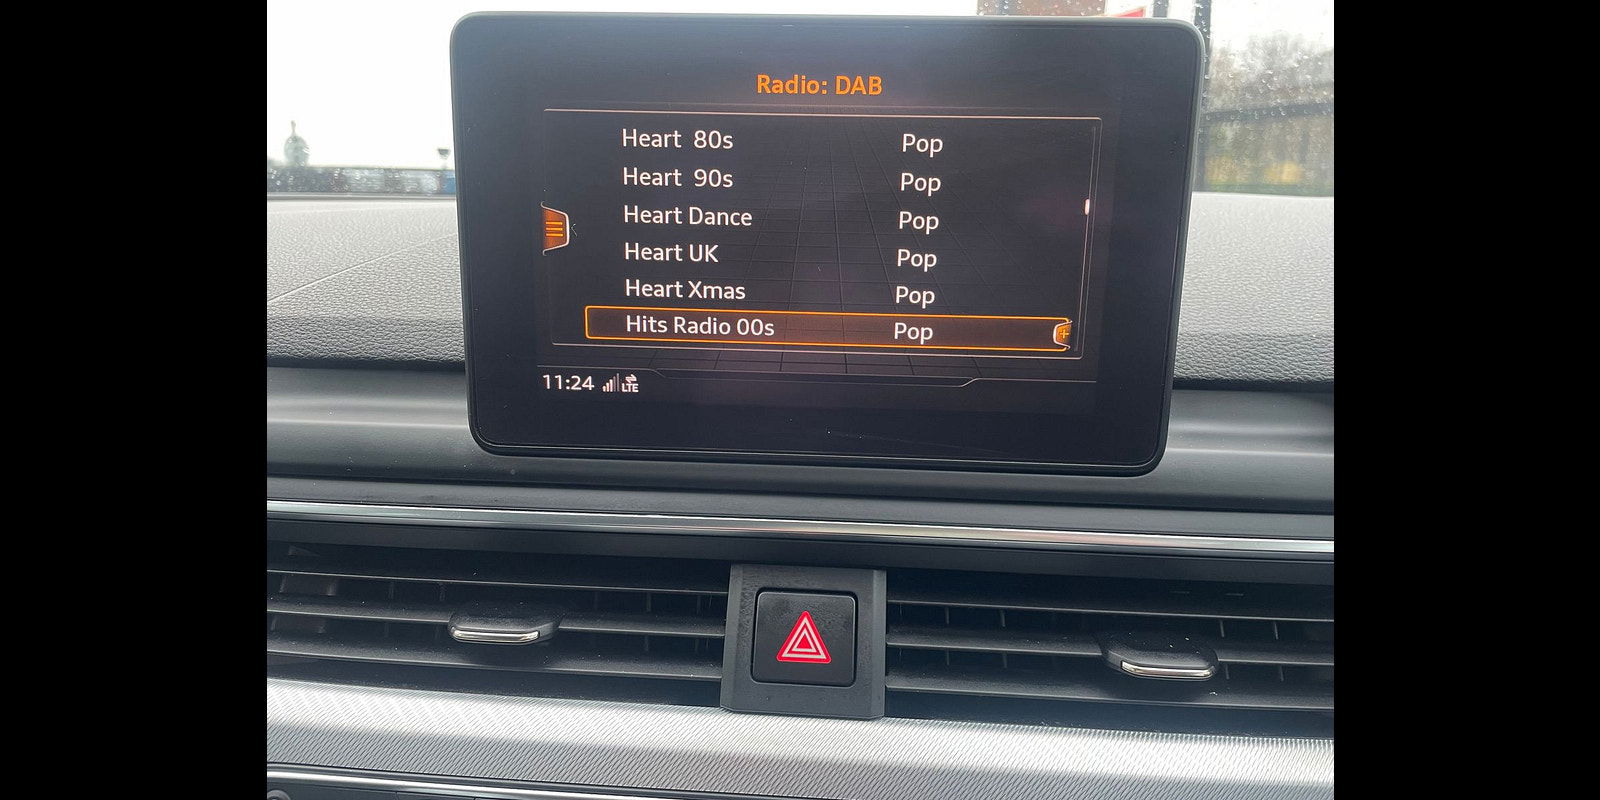 Radio: DAB
Heart 80s Pop
Heart 90s Pop
Heart Dance Pop
Heart UK Pop
Heart Xmas Pop
Hits Radio 00s Pop
11:24 LTE